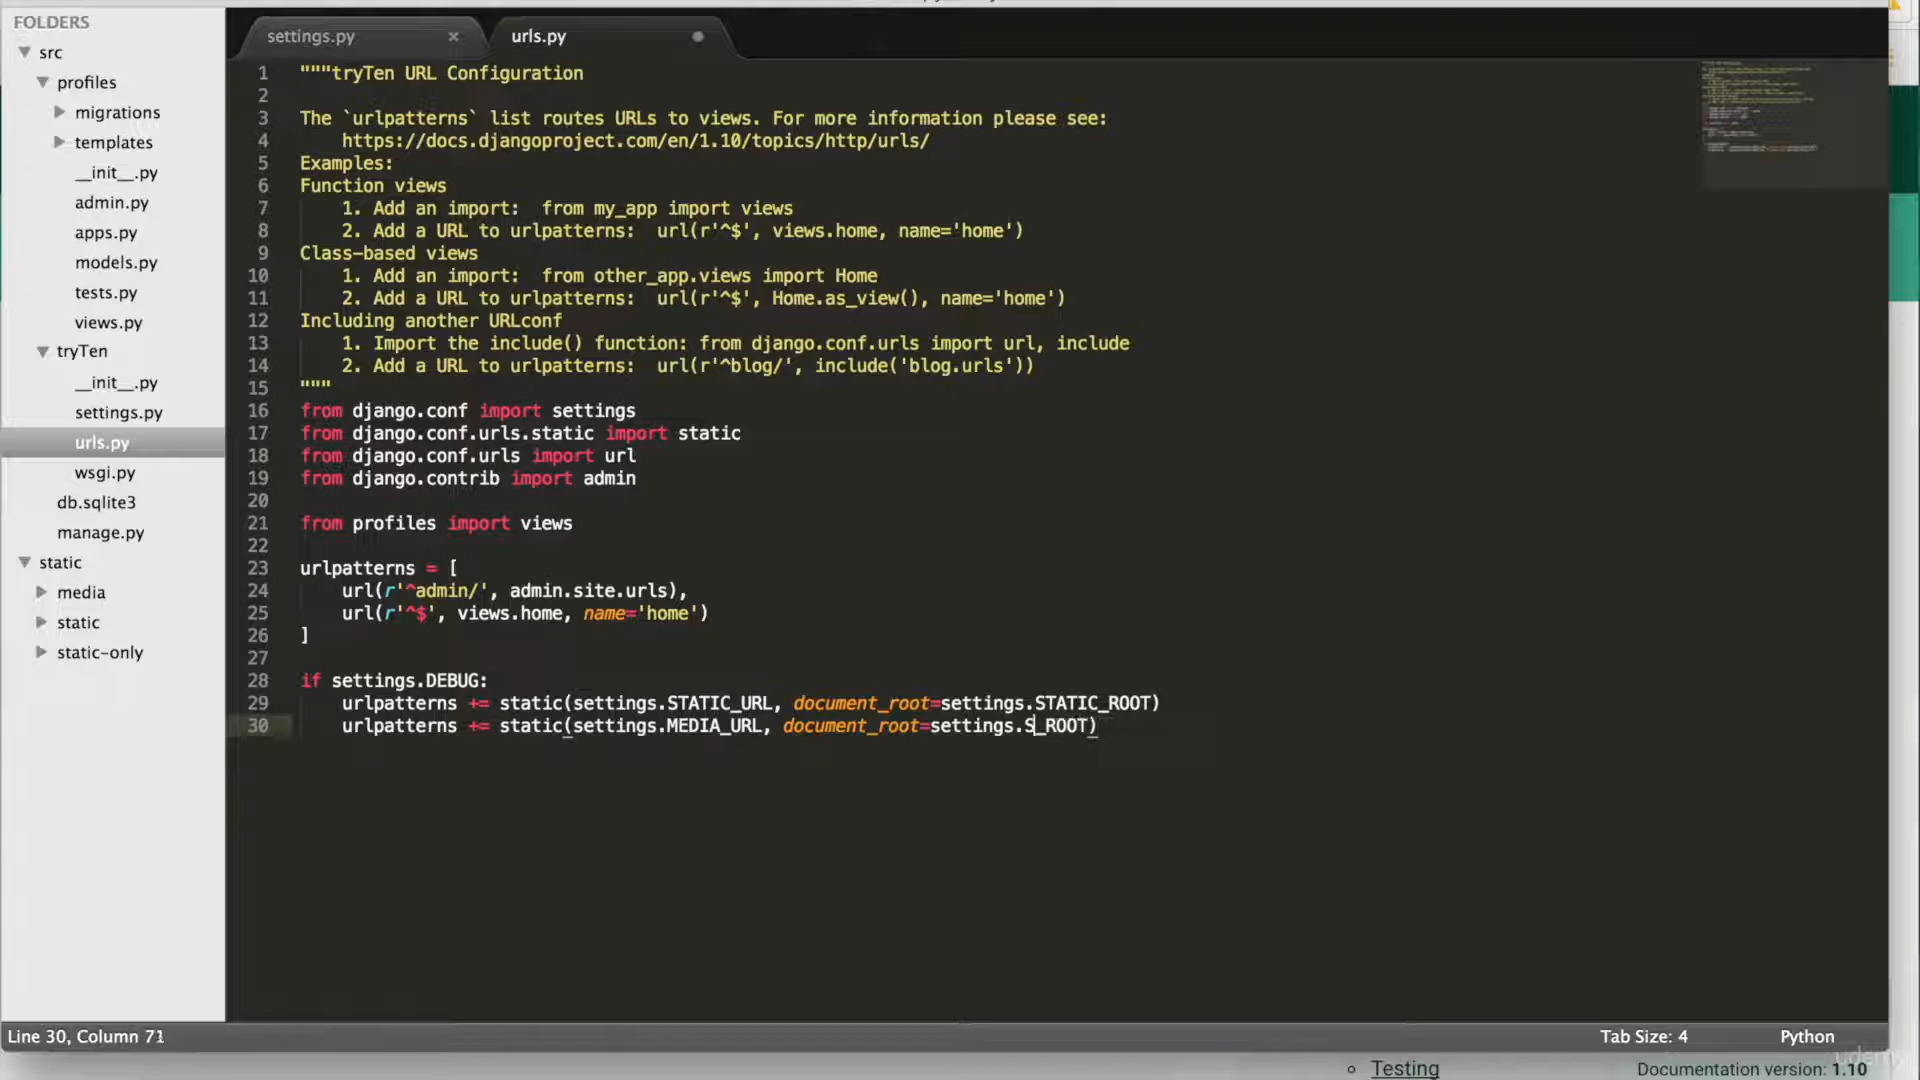 FOLDERS
src
profiles
migrations
templates
__init__.py
admin.py
apps.py
models.py
tests.py
views.py
tryTen
__init__.py
settings.py
urls.py
wsgi.py
db.sqlite3
manage.py
static
media
static
static-only
settings.py ×
urls.py
1 """tryTen URL Configuration
2
3 The `urlpatterns` list routes URLs to views. For more information please see:
4     https://docs.djangoproject.com/en/1.10/topics/http/urls/
5 Examples:
6 Function views
7     1. Add an import:  from my_app import views
8     2. Add a URL to urlpatterns:  url(r'^$', views.home, name='home')
9 Class-based views
10     1. Add an import:  from other_app.views import Home
11     2. Add a URL to urlpatterns:  url(r'^$', Home.as_view(), name='home')
12 Including another URLconf
13     1. Import the include() function: from django.conf.urls import url, include
14     2. Add a URL to urlpatterns:  url(r'^blog/', include('blog.urls'))
15 """
16 from django.conf import settings
17 from django.conf.urls.static import static
18 from django.conf.urls import url
19 from django.contrib import admin
20
21 from profiles import views
22
23 urlpatterns = [
24     url(r'^admin/', admin.site.urls),
25     url(r'^$', views.home, name='home')
26 ]
27
28 if settings.DEBUG:
29     urlpatterns += static(settings.STATIC_URL, document_root=settings.STATIC_ROOT)
30     urlpatterns += static(settings.MEDIA_URL, document_root=settings.S_ROOT)
Line 30, Column 71
Tab Size: 4
Python
Testing
Documentation version: 1.10